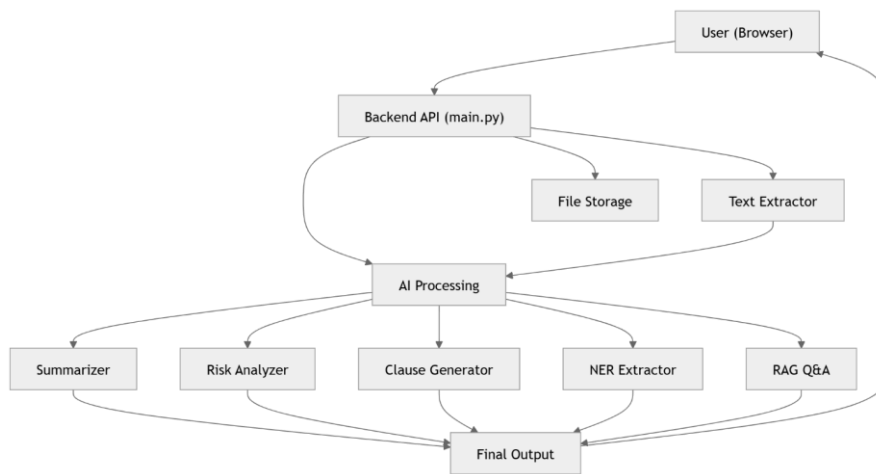 User (Browser)
Backend API (main.py)
File Storage
Text Extractor
AI Processing
Summarizer
Risk Analyzer
Clause Generator
NER Extractor
RAG Q&A
Final Output